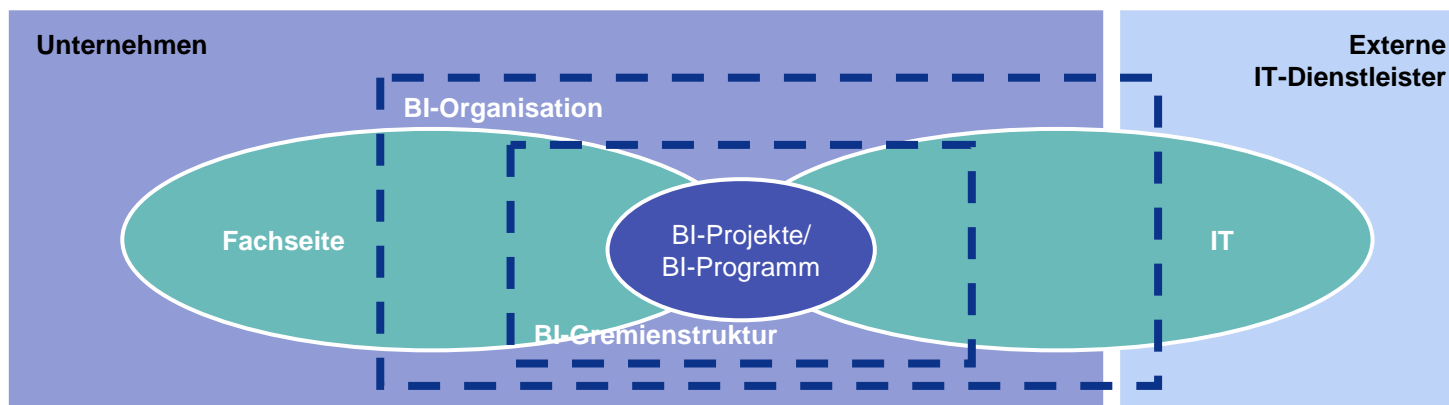 Unternehmen
Externe
IT-Dienstleister
BI-Organisation
Fachseite
BI-Projekte/
BI-Programm
IT
BI-Gremienstruktur